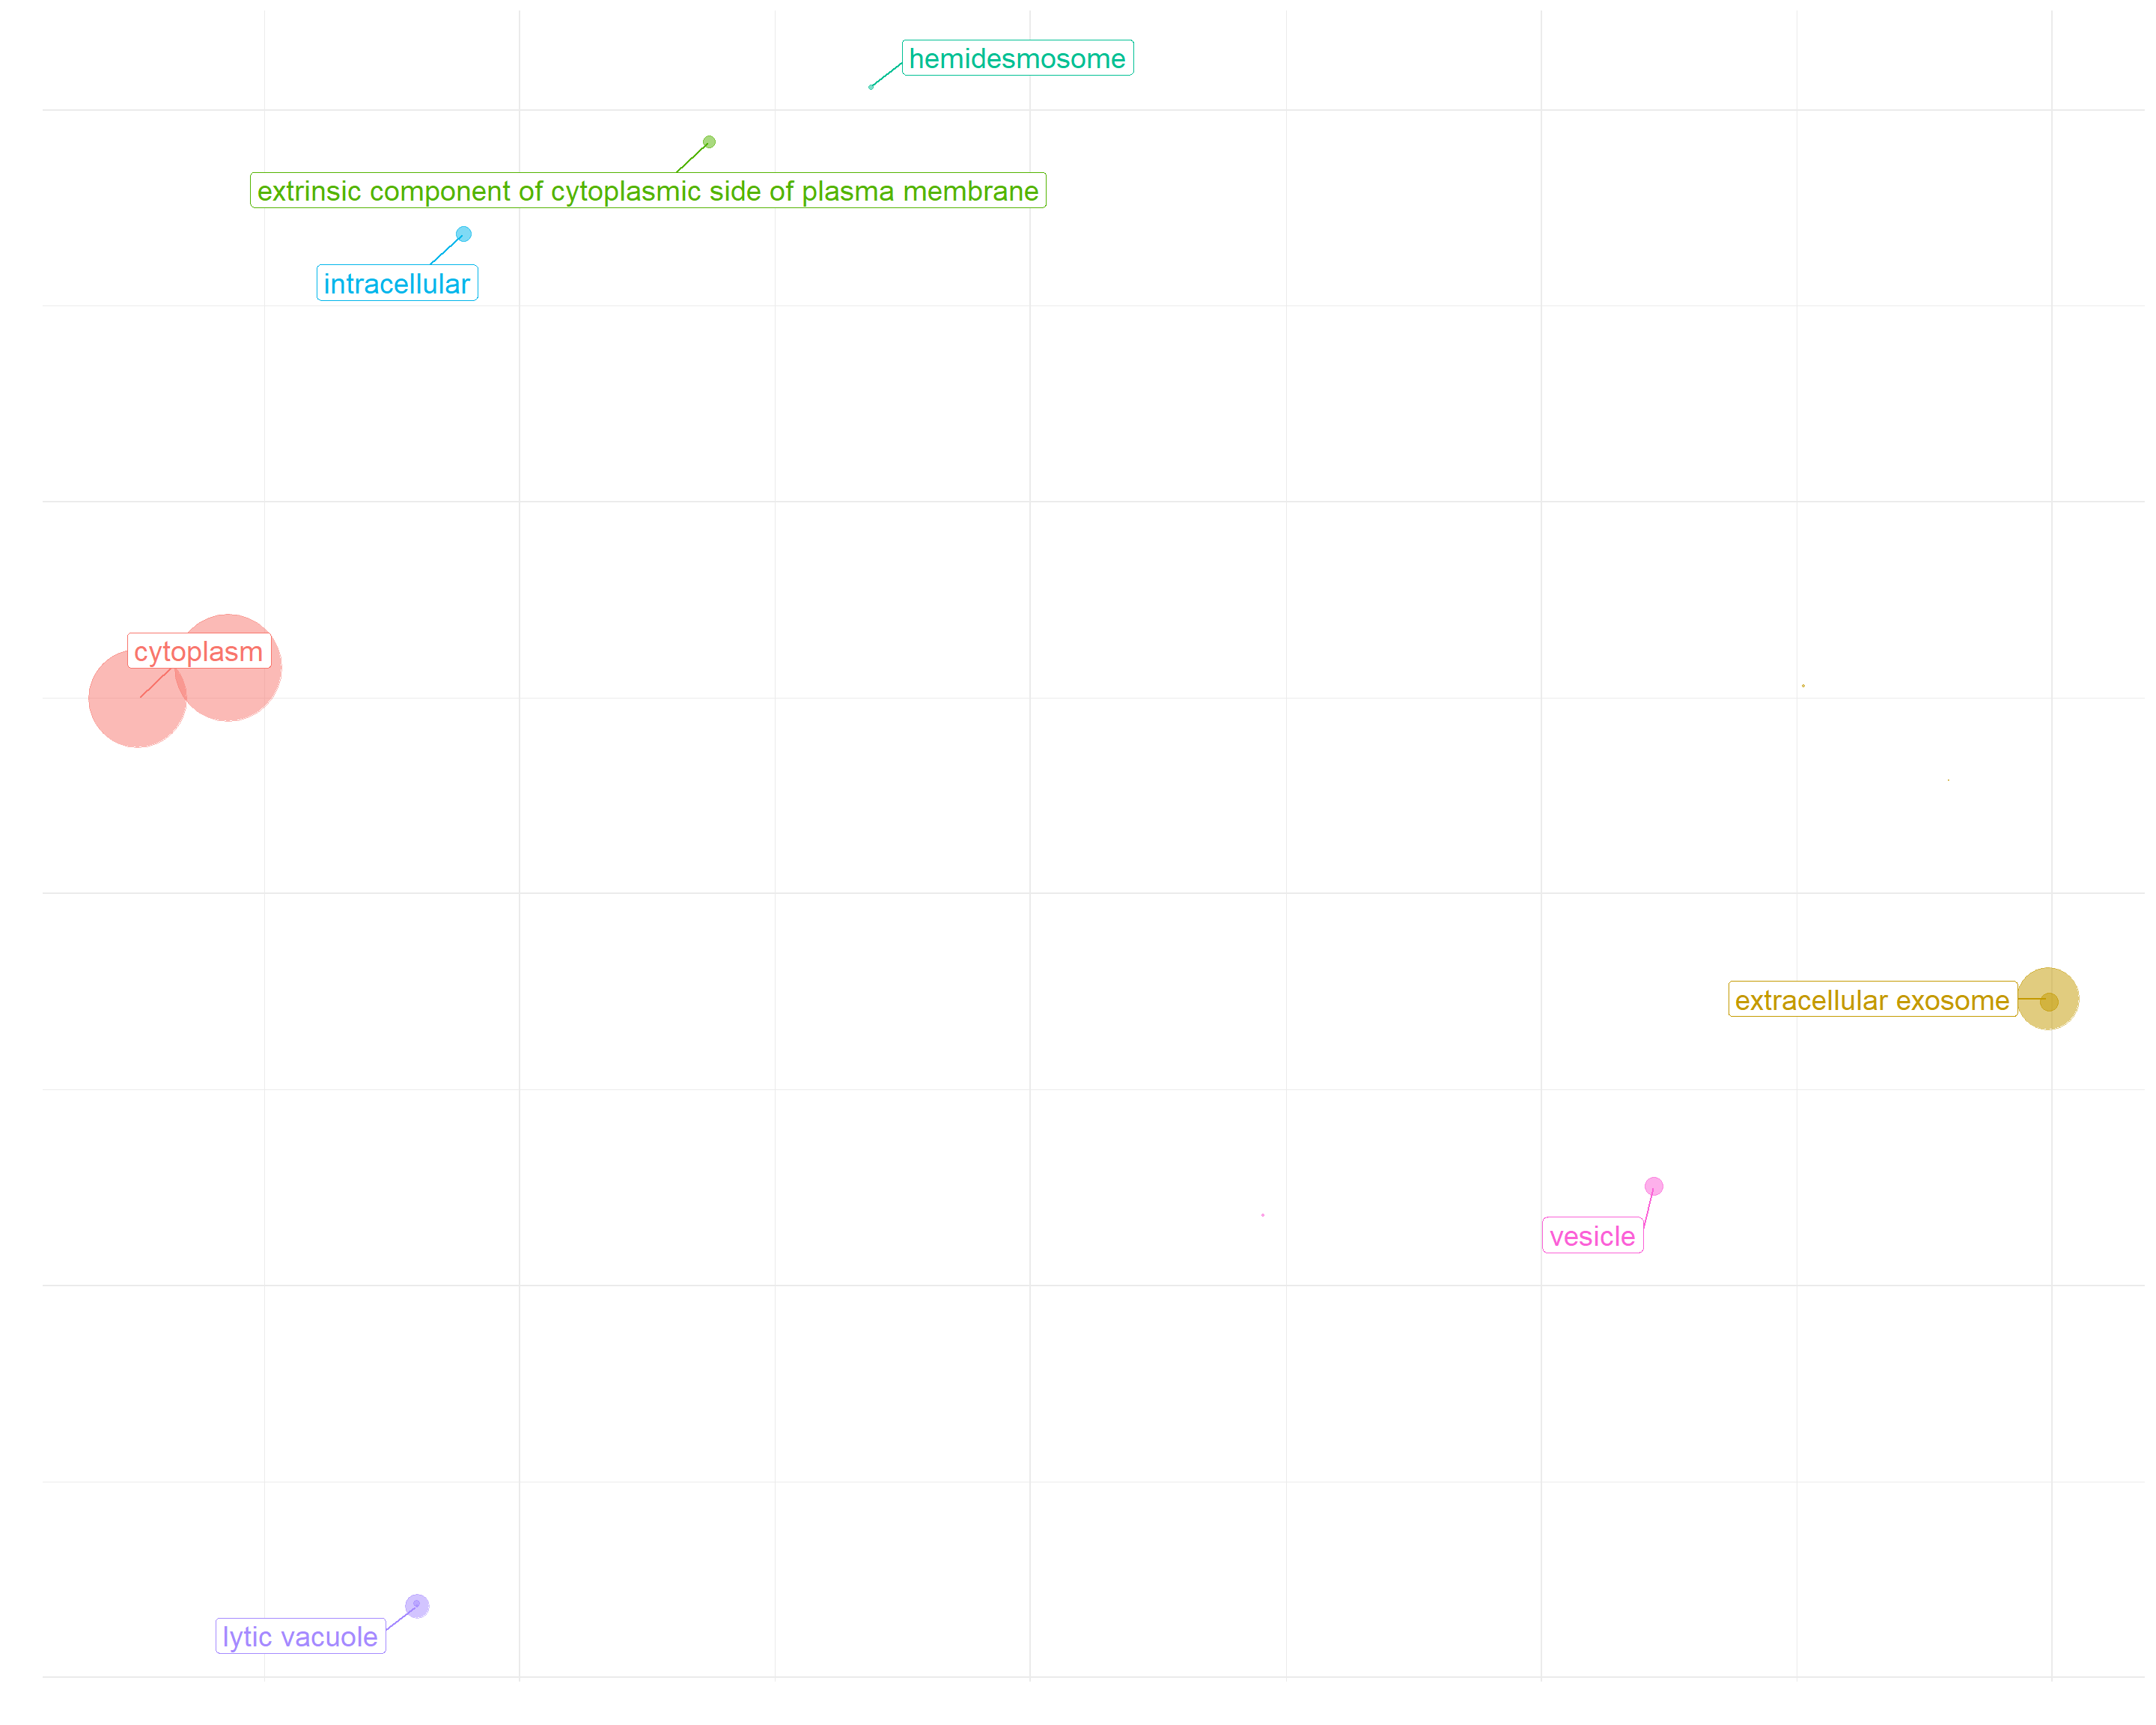 hemidesmosome
extrinsic component of cytoplasmic side of plasma membrane
intracellular
cytoplasm
extracellular exosome
vesicle
lytic vacuole